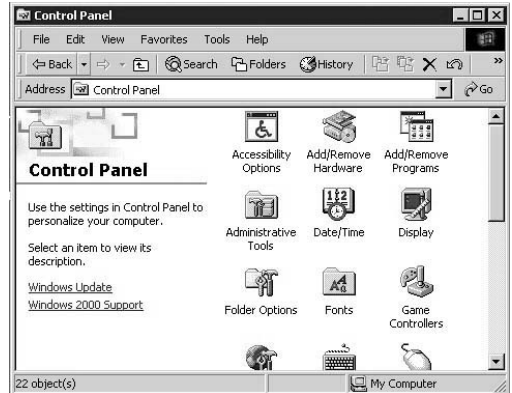 Control Panel
File Edit View Favorites Tools Help
Back Search Folders History »
Address Control Panel Go
Control Panel
Use the settings in Control Panel to
personalize your computer.
Select an item to view its
description.
Windows Update
Windows 2000 Support
Accessibility
Options
Add/Remove
Hardware
Add/Remove
Programs
Administrative
Tools
Date/Time
Display
Folder Options
Fonts
Game
Controllers
22 object(s)
My Computer